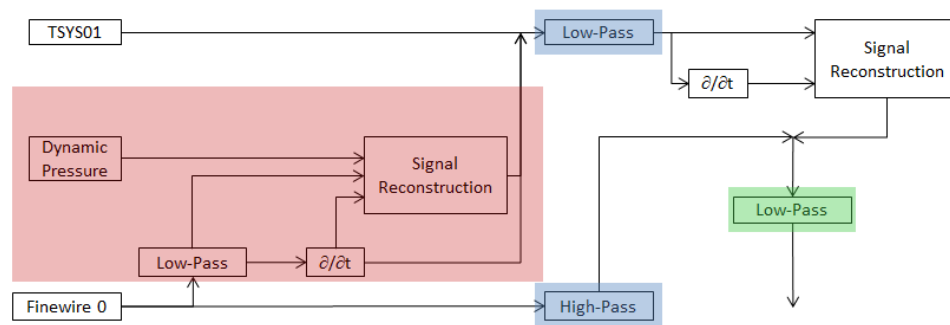 TSYS01
Low-Pass
Signal
Reconstruction
∂/∂t
Dynamic
Pressure
Signal
Reconstruction
Low-Pass
Low-Pass
∂/∂t
Finewire 0
High-Pass